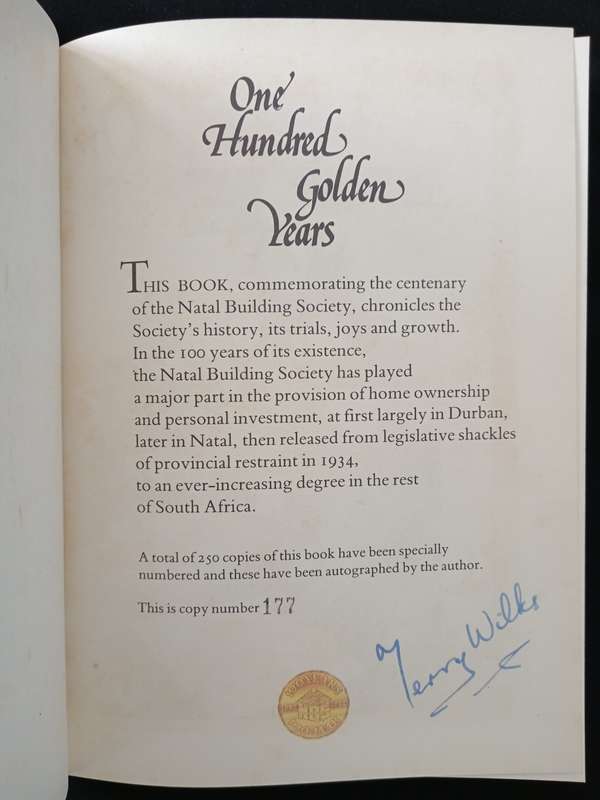 One
Hundred
Golden
Years
THIS BOOK, commemorating the centenary
of the Natal Building Society, chronicles the
Society's history, its trials, joys and growth.
In the 100 years of its existence,
the Natal Building Society has played
a major part in the provision of home ownership
and personal investment, at first largely in Durban,
later in Natal, then released from legislative shackles
of provincial restraint in 1934,
to an ever-increasing degree in the rest
of South Africa.
A total of 250 copies of this book have been specially
numbered and these have been autographed by the author.
This is copy number 177
Terry Wilks